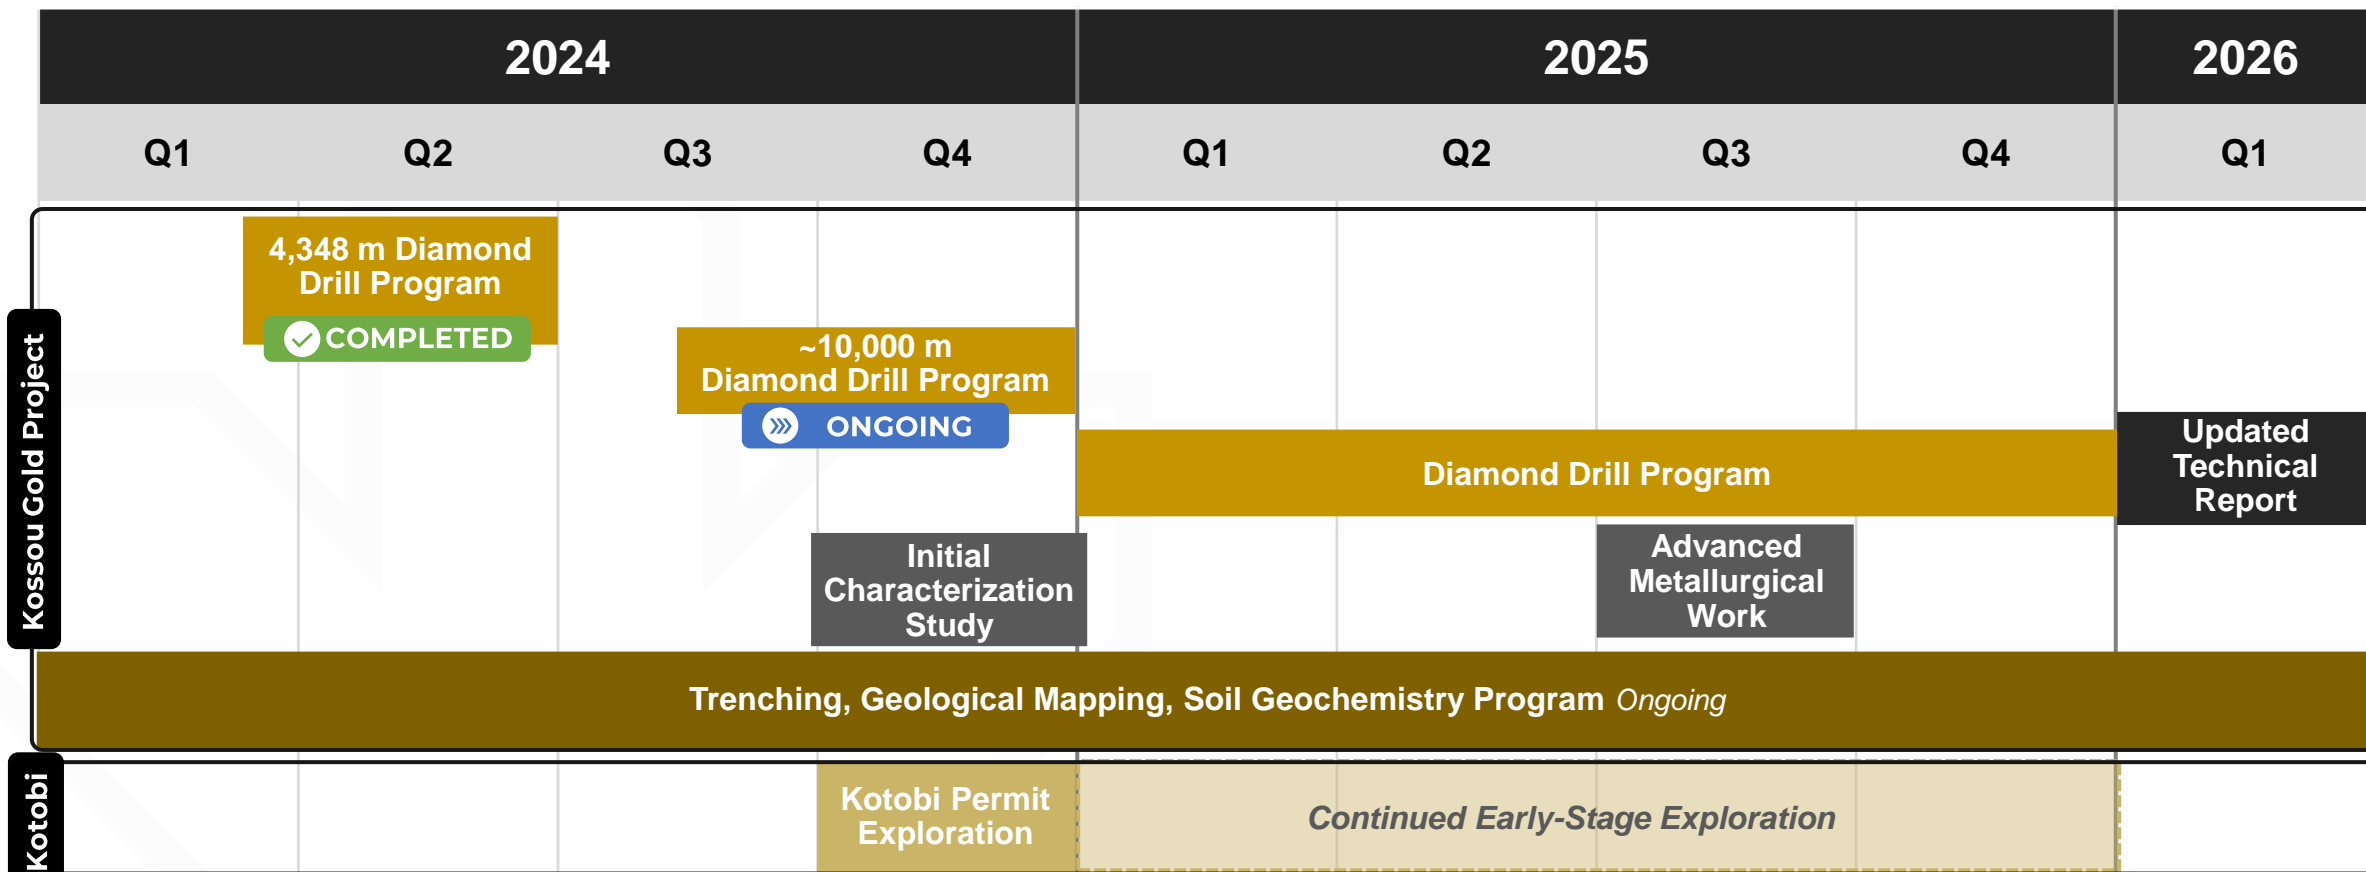 2024
2025
2026
Q1
Q2
Q3
Q4
Q1
Q2
Q3
Q4
Q1
Kossou Gold Project
4,348 m Diamond
Drill Program
COMPLETED
~10,000 m
Diamond Drill Program
ONGOING
Diamond Drill Program
Updated
Technical
Report
Initial
Characterization
Study
Advanced
Metallurgical
Work
Trenching, Geological Mapping, Soil Geochemistry Program Ongoing
Kotobi
Kotobi Permit
Exploration
Continued Early-Stage Exploration